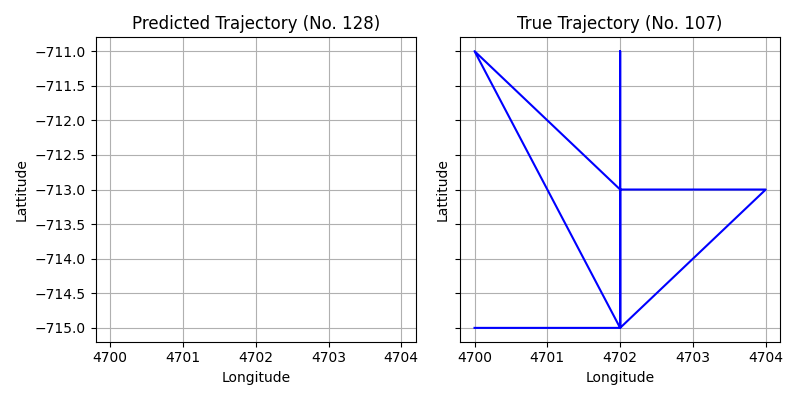 Predicted Trajectory (No. 128)
−711.0
−711.5
−712.0
−712.5
−713.0
−713.5
−714.0
−714.5
−715.0
Lattitude
4700 4701 4702 4703 4704
Longitude
True Trajectory (No. 107)
Lattitude
4700 4701 4702 4703 4704
Longitude